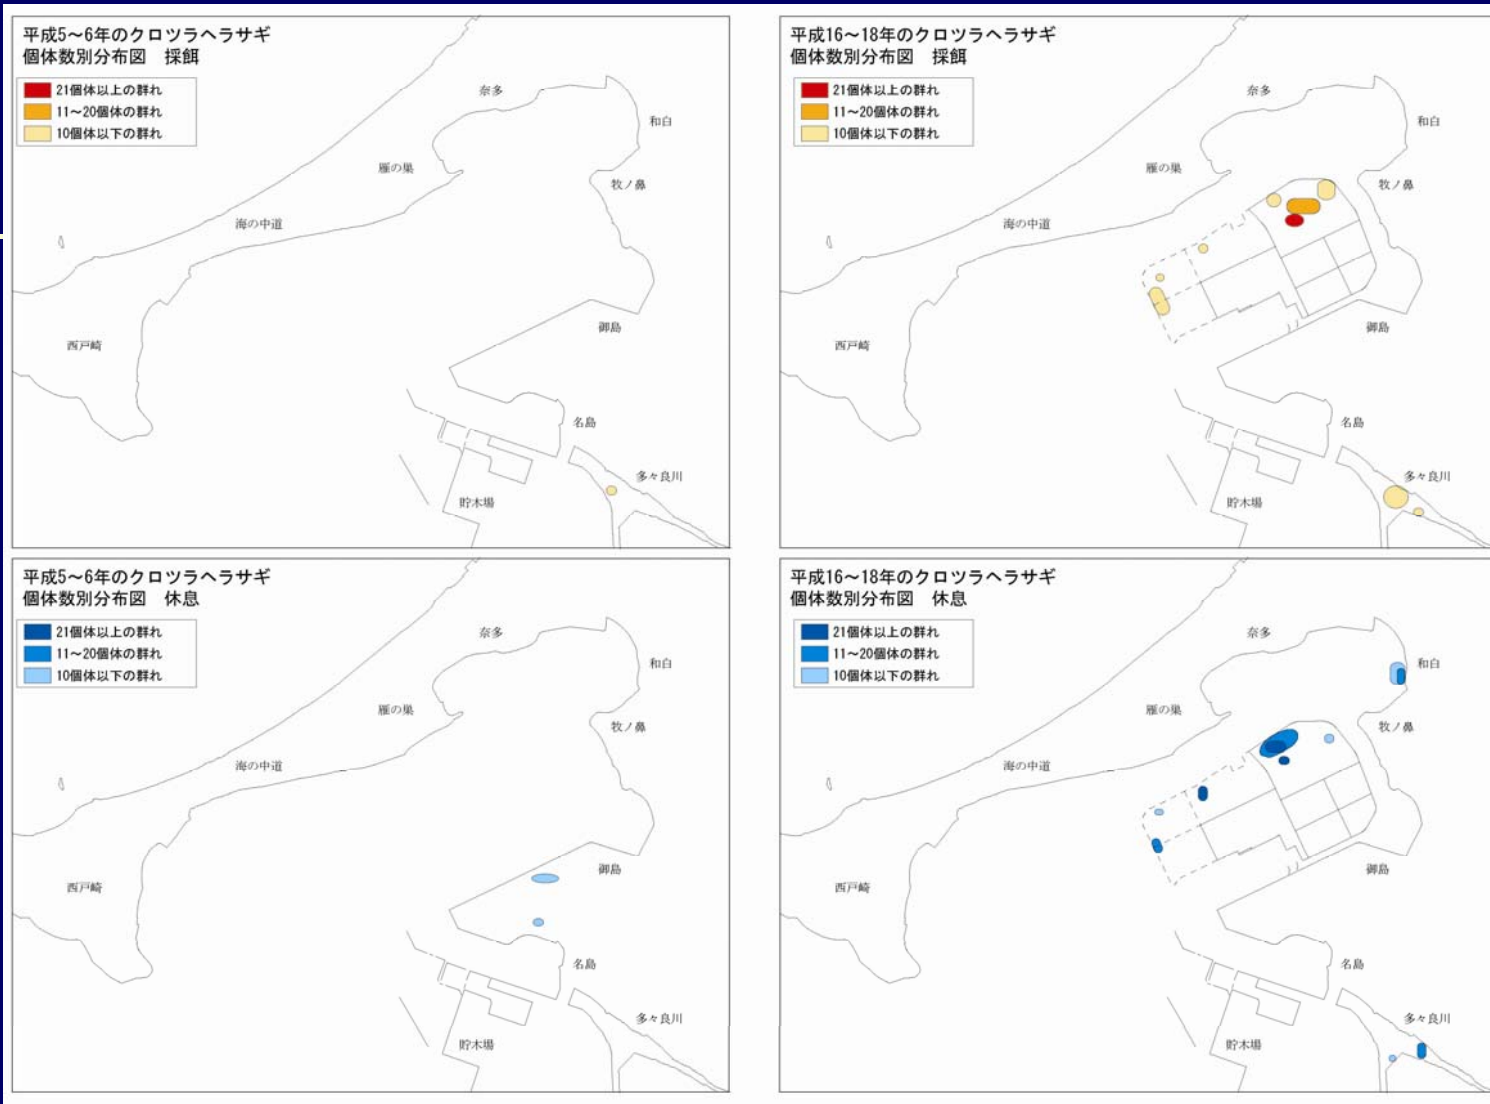 平成5～6年のクロツラヘラサギ
個体数別分布図　採餌
21個体以上の群れ
11～20個体の群れ
10個体以下の群れ
奈多
和白
雁の巣
牧ノ鼻
海の中道
御島
西戸崎
名島
多々良川
貯木場
平成16～18年のクロツラヘラサギ
個体数別分布図　採餌
21個体以上の群れ
11～20個体の群れ
10個体以下の群れ
奈多
和白
雁の巣
牧ノ鼻
海の中道
御島
西戸崎
名島
多々良川
貯木場
平成5～6年のクロツラヘラサギ
個体数別分布図　休息
21個体以上の群れ
11～20個体の群れ
10個体以下の群れ
奈多
和白
雁の巣
牧ノ鼻
海の中道
御島
西戸崎
名島
多々良川
貯木場
平成16～18年のクロツラヘラサギ
個体数別分布図　休息
21個体以上の群れ
11～20個体の群れ
10個体以下の群れ
奈多
和白
雁の巣
牧ノ鼻
海の中道
御島
西戸崎
名島
多々良川
貯木場